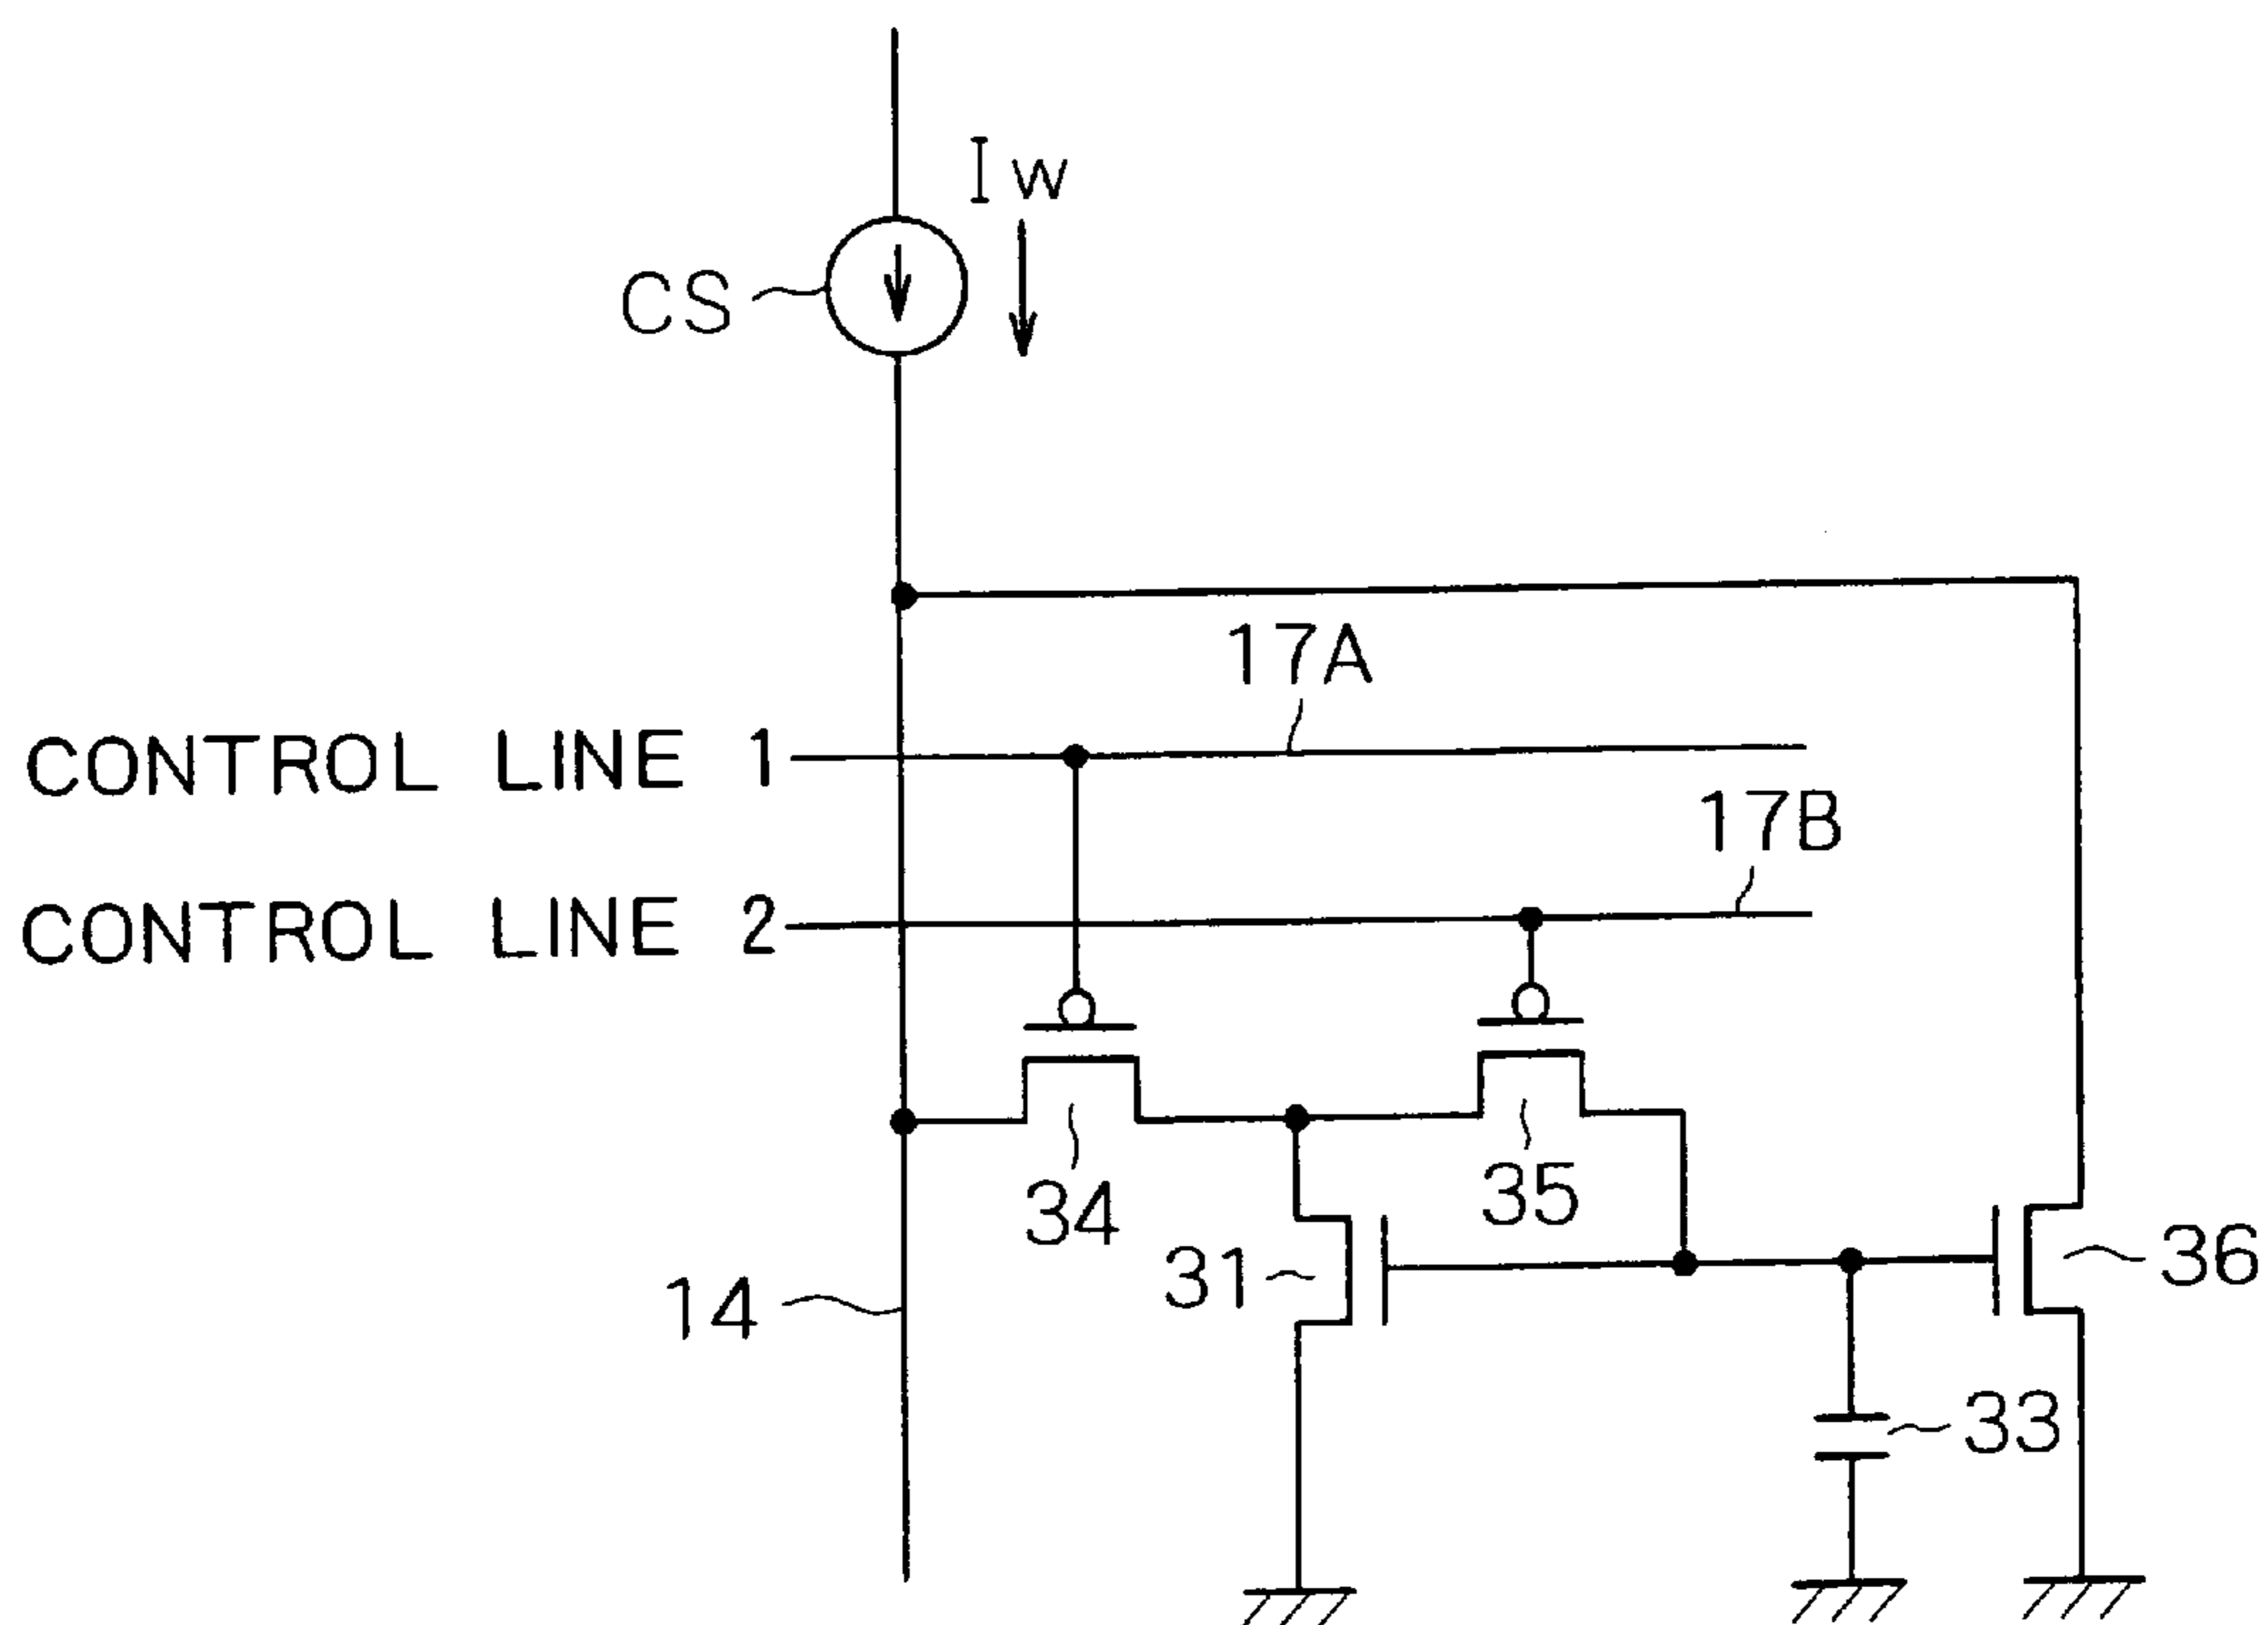 Iw
CS
17A
CONTROL LINE 1
17B
CONTROL LINE 2
34
35
31
36
14
33